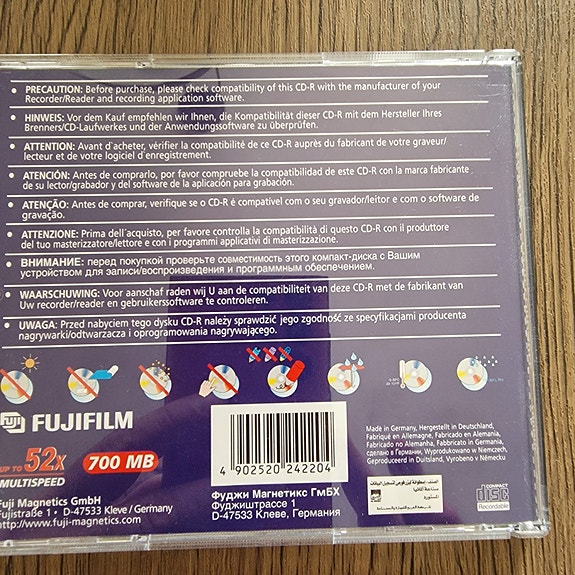 • PRECAUTION: Before purchase, please check compatibility of this CD-R with the manufacturer of your
Recorder/Reader and recording application software.
• HINWEIS: Vor dem Kauf empfehlen wir Ihnen, die Kompatibilität dieser CD-R mit dem Hersteller Ihres
Brenners/CD-Laufwerkes und der Anwendungssoftware zu überprüfen.
• ATTENTION: Avant d'acheter, vérifier la compatibilité de ce CD-R auprès du fabricant de votre graveur/
lecteur et de votre logiciel d'enregistrement.
• ATENCIÓN: Antes de comprarlo, por favor compruebe la compatibilidad de este CD-R con la marca fabricante
de su lector/grabador y del software de la aplicación para grabación.
• ATENÇÃO: Antes de comprar, verifique se o CD-R é compatível com o seu gravador/leitor e com o software de
gravação.
• ATTENZIONE: Prima dell'acquisto, per favore controlla la compatibilità di questo CD-R con il produttore
del tuo masterizzatore/lettore e con i programmi applicativi di masterizzazione.
• ВНИМАНИЕ: перед покупкой проверьте совместимость этого компакт-диска с Вашим
устройством для записи/воспроизведения и программным обеспечением.
• WAARSCHUWING: Voor aanschaf raden wij U aan de compatibiliteit van deze CD-R met de fabrikant van
Uw recorder/reader en gebruikerssoftware te controleren.
• UWAGA: Przed nabyciem tego dysku CD-R należy sprawdzić jego zgodność ze specyfikacjami producenta
nagrywarki/odtwarzacza i oprogramowania nagrywającego.
FUJI FUJIFILM
UP TO 52x
MULTISPEED
700 MB
4 902520 242204
Fuji Magnetics GmbH
Fujistraße 1 • D-47533 Kleve / Germany
http://www.fuji-magnetics.com
Фуджи Магнетикс ГмБХ
Фуджиштрассе 1
D-47533 Клеве, Германия
Made in Germany, Hergestellt in Deutschland,
Fabriqué en Allemagne, Fabricado en Alemania,
Fabricado na Alemanha, Fabbricato in Germania,
сделано в Германии, Wyprodukowano w Niemczech,
Geproduceerd in Duitsland, Vyrobeno v Německu
COMPACT
disc
Recordable